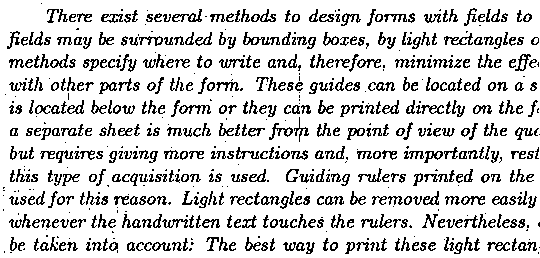 There exist several methods to design forms with fields to
fields may be surrounded by bounding boxes, by light rectangles o
methods specify where to write and, therefore, minimize the effe
with other parts of the form. These guides can be located on a s
is located below the form or they can be printed directly on the f
a separate sheet is much better from the point of view of the qua
but requires giving more instructions and, more importantly, rest
this type of acquisition is used. Guiding rulers printed on the
used for this reason. Light rectangles can be removed more easily
whenever the handwritten text touches the rulers. Nevertheless,
be taken into account: The best way to print these light rectan